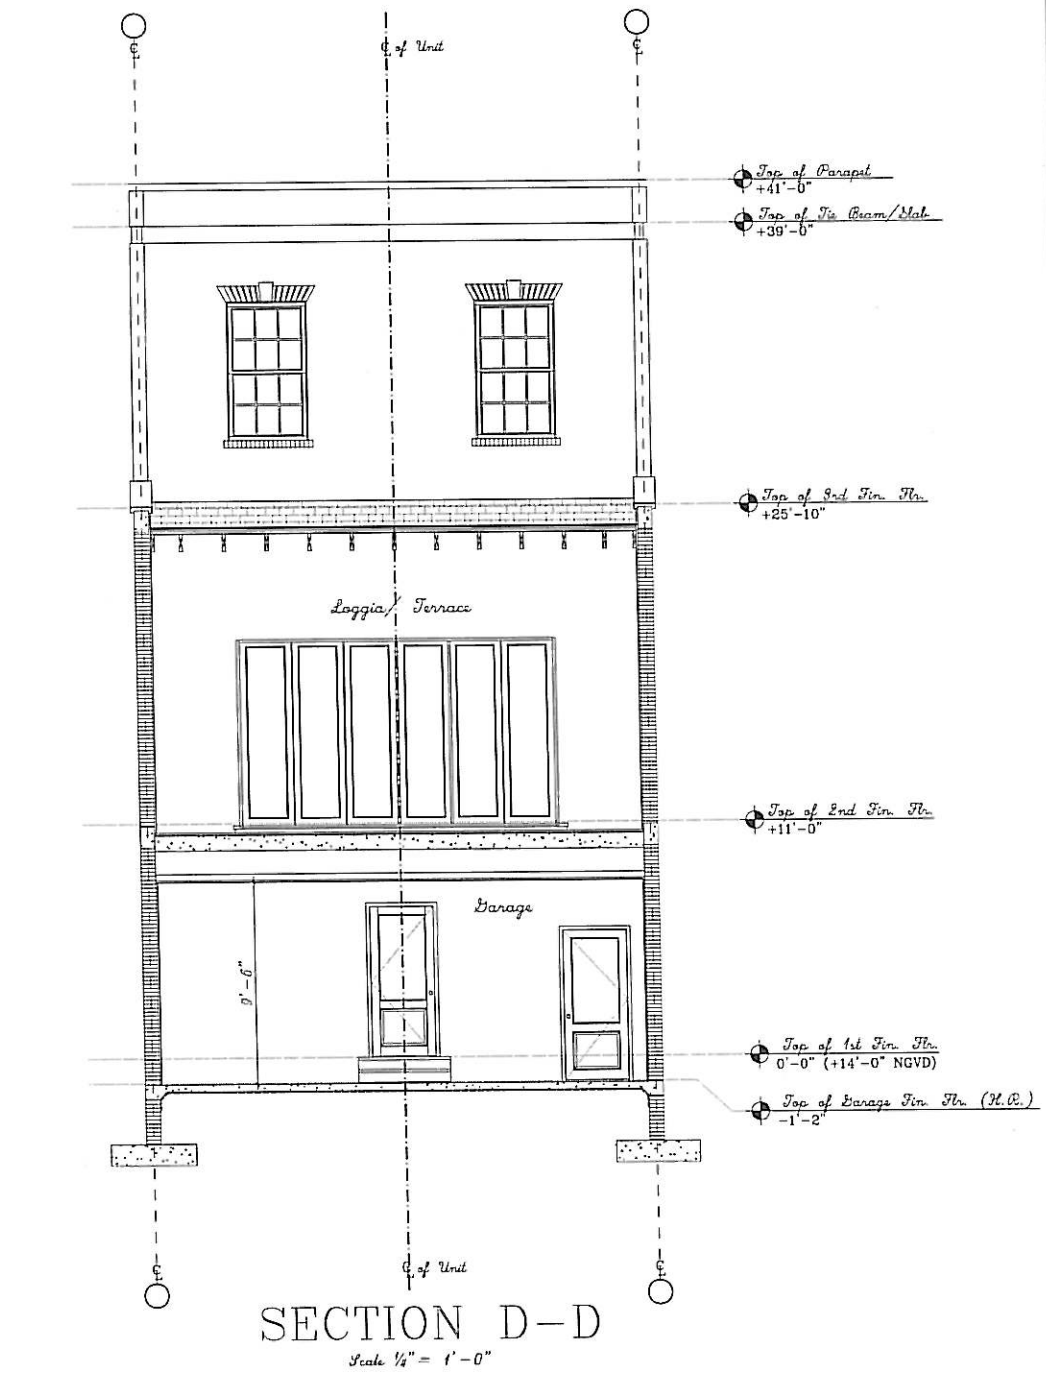 ℄
℄ of Unit
℄
Top of Parapet
+41'-0"
Top of Tie Beam/Slab
+39'-0"
Top of 3rd Fin. Flr.
+25'-10"
Loggia/ Terrace
Top of 2nd Fin. Flr.
+11'-0"
Garage
9'-6"
Top of 1st Fin. Flr.
0'-0" (+14'-0" NGVD)
Top of Garage Fin. Flr. (H.P.)
-1'-2"
℄
℄ of Unit
℄
SECTION D-D
Scale 1/4" = 1'-0"